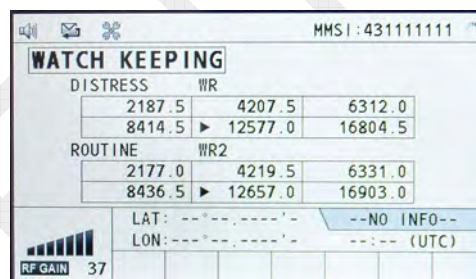 MMSI:431111111
WATCH KEEPING
DISTRESS WR
2187.5 4207.5 6312.0
8414.5 ► 12577.0 16804.5
ROUTINE WR2
2177.0 4219.5 6331.0
8436.5 ► 12657.0 16903.0
LAT: --°--.----'- --NO INFO--
LON:---°--.----'- --:-- (UTC)
RF GAIN 37